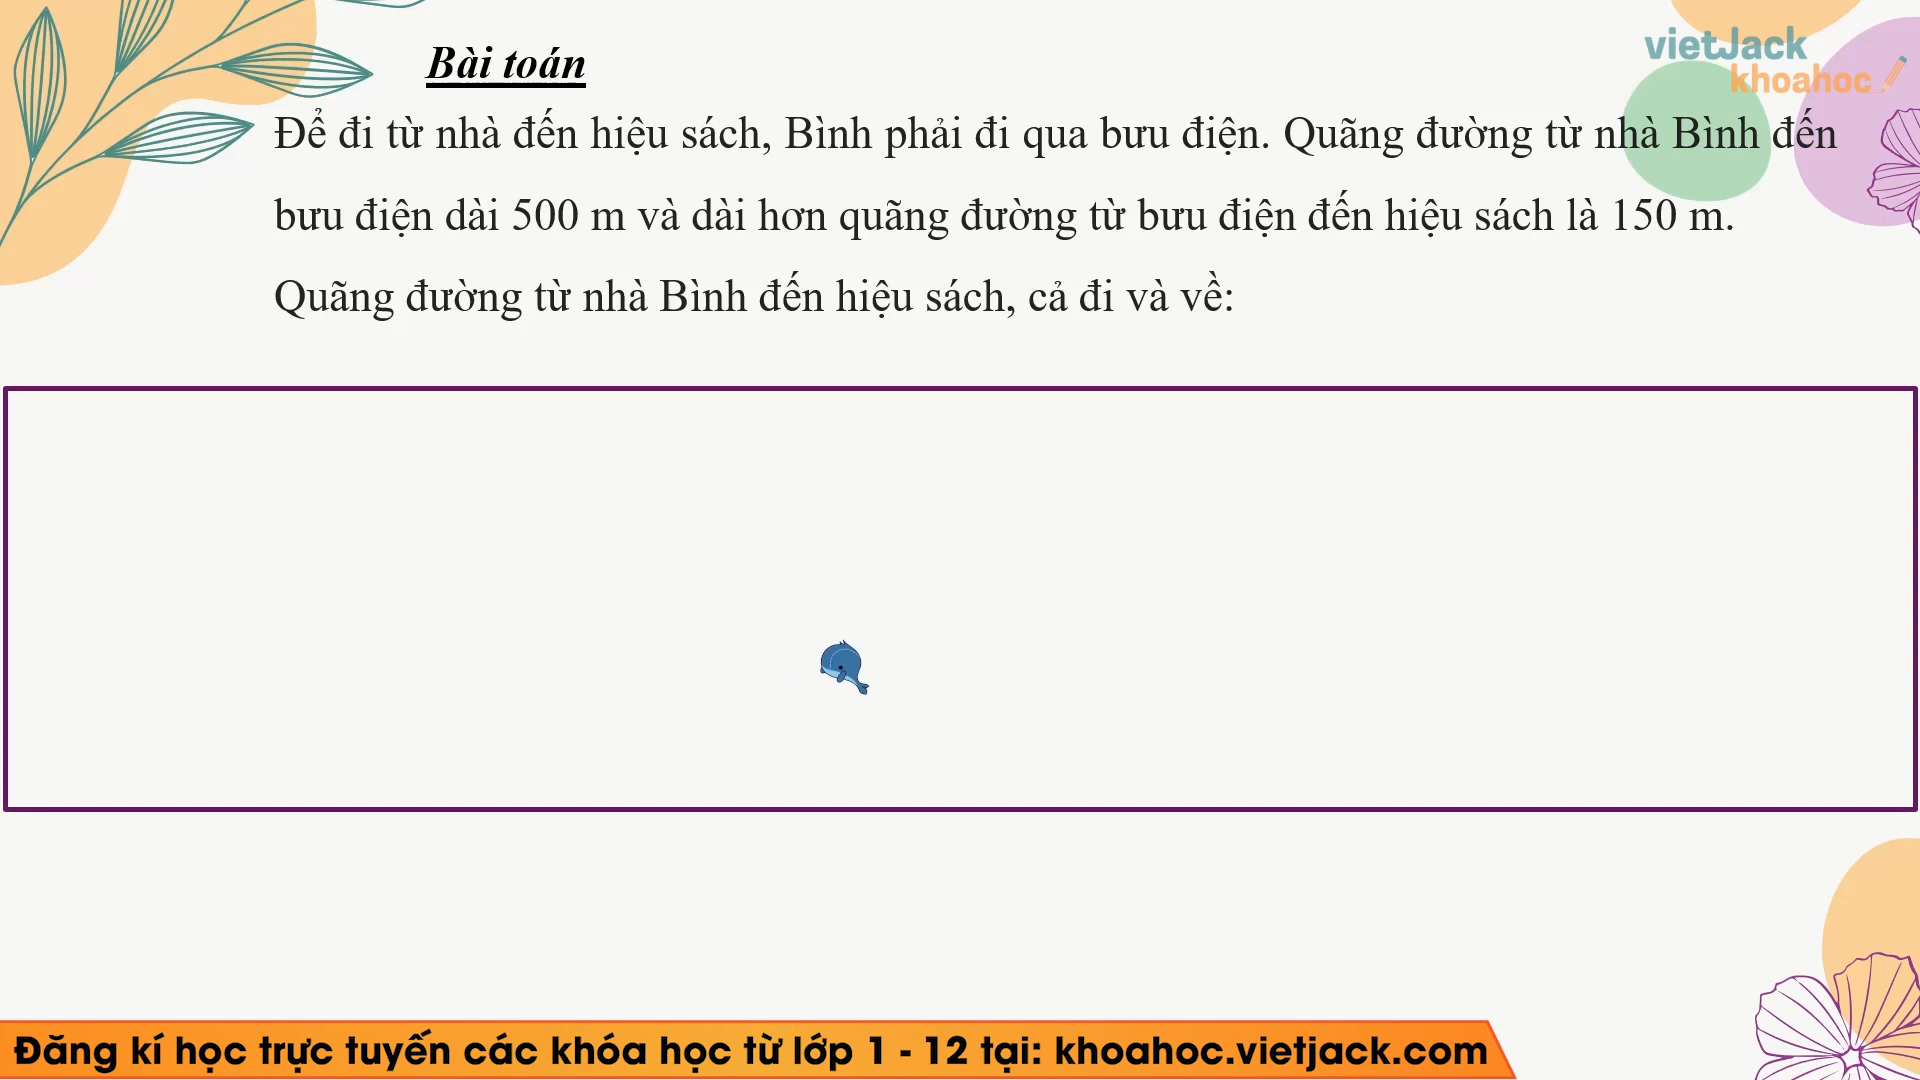 Bài toán
vietJack
khoahoc
Để đi từ nhà đến hiệu sách, Bình phải đi qua bưu điện. Quãng đường từ nhà Bình đến
bưu điện dài 500 m và dài hơn quãng đường từ bưu điện đến hiệu sách là 150 m.
Quãng đường từ nhà Bình đến hiệu sách, cả đi và về:
Đăng kí học trực tuyến các khóa học từ lớp 1 - 12 tại: khoahoc.vietjack.com